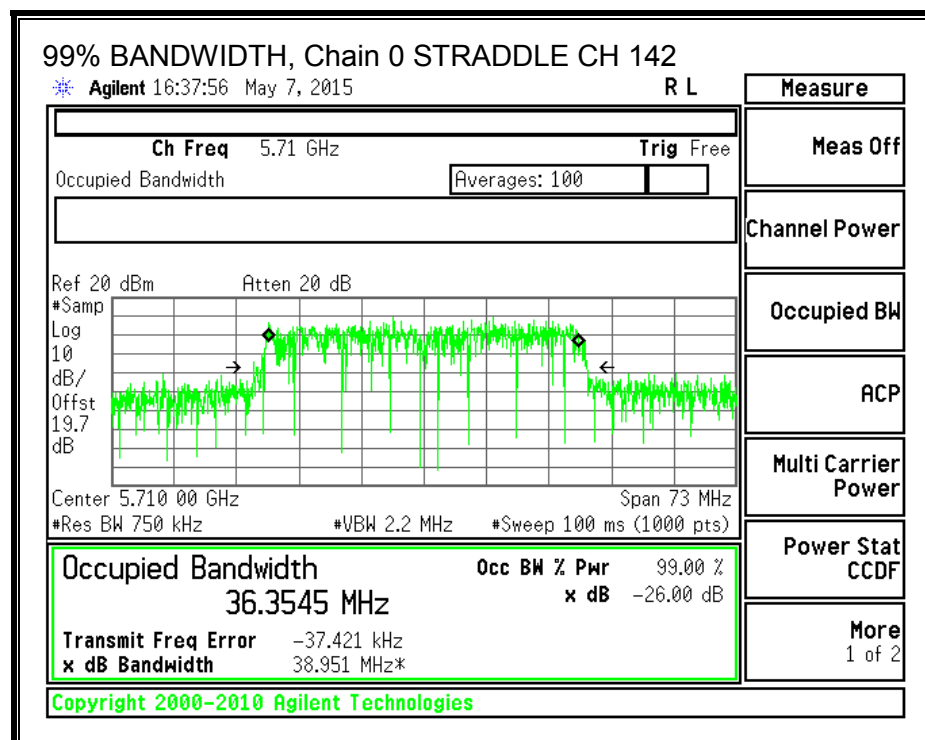 99% BANDWIDTH, Chain 0 STRADDLE CH 142
Agilent 16:37:56 May 7, 2015 R L
Measure
Ch Freq 5.71 GHz Trig Free
Occupied Bandwidth Averages: 100
Ref 20 dBm Atten 20 dB
#Samp
Log
10
dB/
Offst
19.7
dB
Center 5.710 00 GHz Span 73 MHz
#Res BW 750 kHz #VBW 2.2 MHz #Sweep 100 ms (1000 pts)
Occupied Bandwidth Occ BW % Pwr 99.00 %
36.3545 MHz x dB -26.00 dB
Transmit Freq Error -37.421 kHz
x dB Bandwidth 38.951 MHz*
Meas Off
Channel Power
Occupied BW
ACP
Multi Carrier
Power
Power Stat
CCDF
More
1 of 2
Copyright 2000-2010 Agilent Technologies